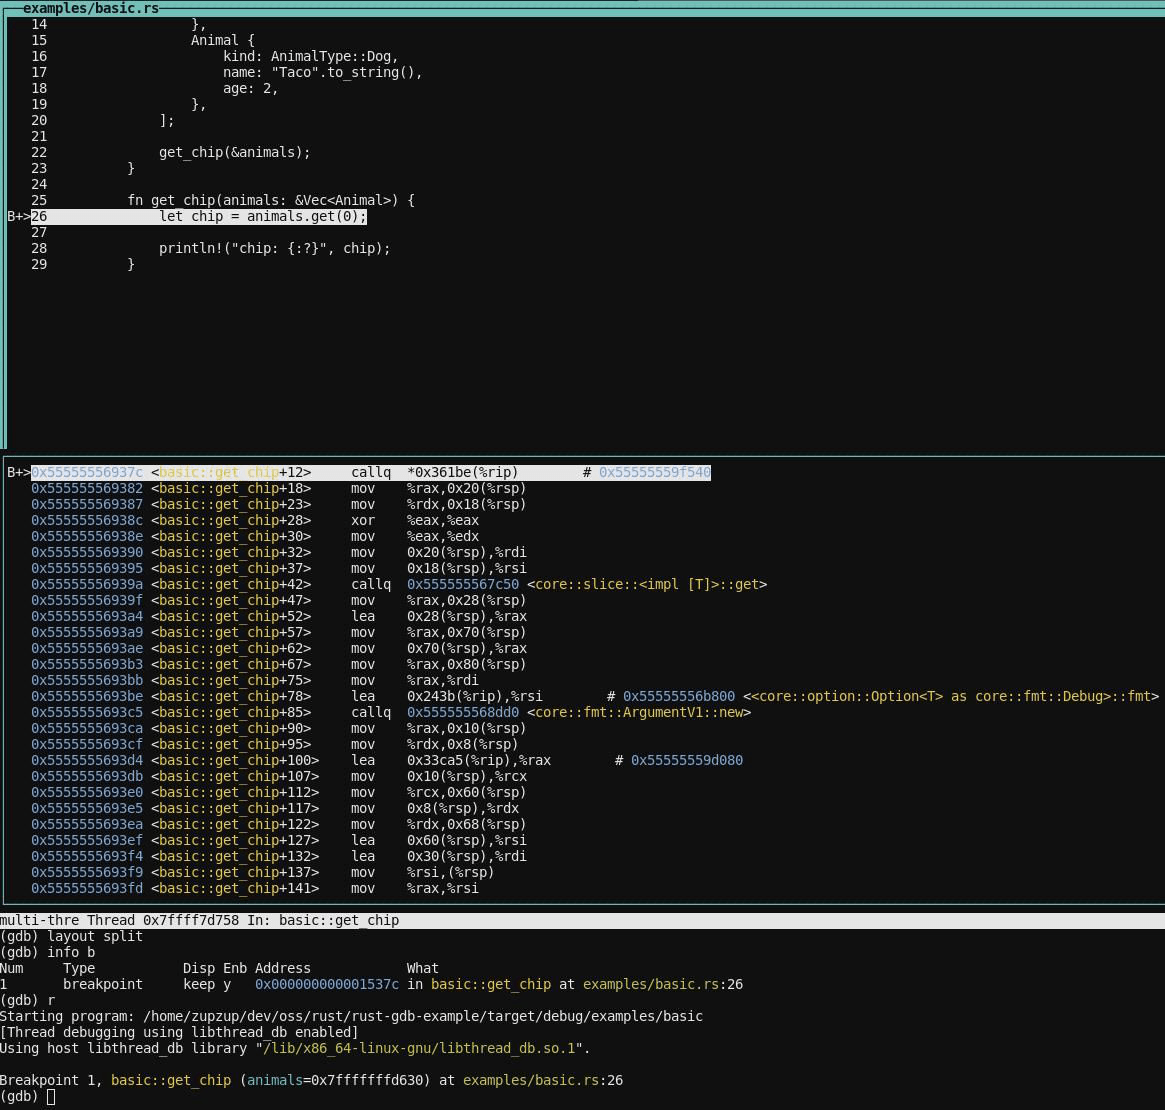 examples/basic.rs
14                  },
15                  Animal {
16                      kind: AnimalType::Dog,
17                      name: "Taco".to_string(),
18                      age: 2,
19                  },
20              ];
21
22              get_chip(&animals);
23          }
24
25          fn get_chip(animals: &Vec<Animal>) {
B+>26              let chip = animals.get(0);
27
28              println!("chip: {:?}", chip);
29          }
B+>0x55555556937c <basic::get_chip+12>     callq  *0x361be(%rip)        # 0x55555559f540
0x555555569382 <basic::get_chip+18>     mov    %rax,0x20(%rsp)
0x555555569387 <basic::get_chip+23>     mov    %rdx,0x18(%rsp)
0x55555556938c <basic::get_chip+28>     xor    %eax,%eax
0x55555556938e <basic::get_chip+30>     mov    %eax,%edx
0x555555569390 <basic::get_chip+32>     mov    0x20(%rsp),%rdi
0x555555569395 <basic::get_chip+37>     mov    0x18(%rsp),%rsi
0x55555556939a <basic::get_chip+42>     callq  0x555555567c50 <core::slice::<impl [T]>::get>
0x55555556939f <basic::get_chip+47>     mov    %rax,0x28(%rsp)
0x5555555693a4 <basic::get_chip+52>     lea    0x28(%rsp),%rax
0x5555555693a9 <basic::get_chip+57>     mov    %rax,0x70(%rsp)
0x5555555693ae <basic::get_chip+62>     mov    0x70(%rsp),%rax
0x5555555693b3 <basic::get_chip+67>     mov    %rax,0x80(%rsp)
0x5555555693bb <basic::get_chip+75>     mov    %rax,%rdi
0x5555555693be <basic::get_chip+78>     lea    0x243b(%rip),%rsi        # 0x55555556b800 <<core::option::Option<T> as core::fmt::Debug>::fmt>
0x5555555693c5 <basic::get_chip+85>     callq  0x555555568dd0 <core::fmt::ArgumentV1::new>
0x5555555693ca <basic::get_chip+90>     mov    %rax,0x10(%rsp)
0x5555555693cf <basic::get_chip+95>     mov    %rdx,0x8(%rsp)
0x5555555693d4 <basic::get_chip+100>    lea    0x33ca5(%rip),%rax        # 0x55555559d080
0x5555555693db <basic::get_chip+107>    mov    0x10(%rsp),%rcx
0x5555555693e0 <basic::get_chip+112>    mov    %rcx,0x60(%rsp)
0x5555555693e5 <basic::get_chip+117>    mov    0x8(%rsp),%rdx
0x5555555693ea <basic::get_chip+122>    mov    %rdx,0x68(%rsp)
0x5555555693ef <basic::get_chip+127>    lea    0x60(%rsp),%rsi
0x5555555693f4 <basic::get_chip+132>    lea    0x30(%rsp),%rdi
0x5555555693f9 <basic::get_chip+137>    mov    %rsi,(%rsp)
0x5555555693fd <basic::get_chip+141>    mov    %rax,%rsi
multi-thre Thread 0x7ffff7d758 In: basic::get_chip
(gdb) layout split
(gdb) info b
Num     Type           Disp Enb Address            What
1       breakpoint     keep y   0x000000000001537c in basic::get_chip at examples/basic.rs:26
(gdb) r
Starting program: /home/zupzup/dev/oss/rust/rust-gdb-example/target/debug/examples/basic
[Thread debugging using libthread_db enabled]
Using host libthread_db library "/lib/x86_64-linux-gnu/libthread_db.so.1".

Breakpoint 1, basic::get_chip (animals=0x7fffffffd630) at examples/basic.rs:26
(gdb)